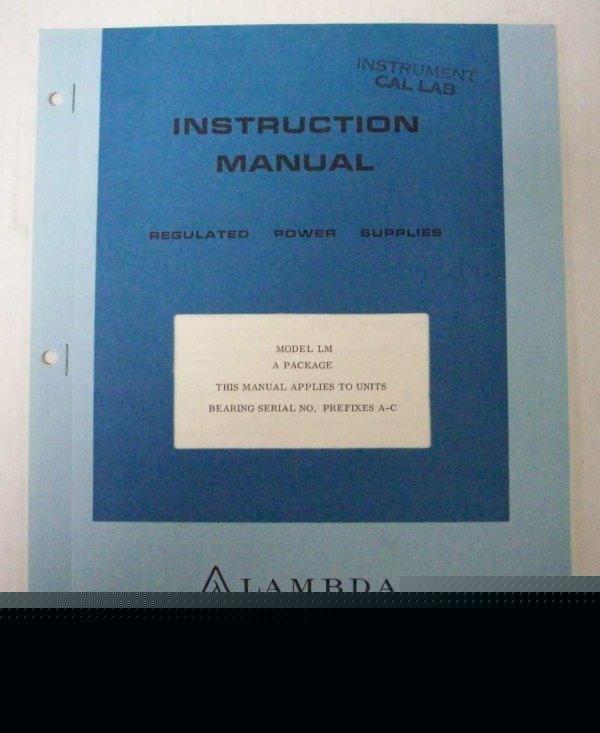 INSTRUMENT
CAL LAB
INSTRUCTION
MANUAL
REGULATED POWER SUPPLIES
MODEL LM
A PACKAGE
THIS MANUAL APPLIES TO UNITS
BEARING SERIAL NO. PREFIXES A-C
LAMBDA